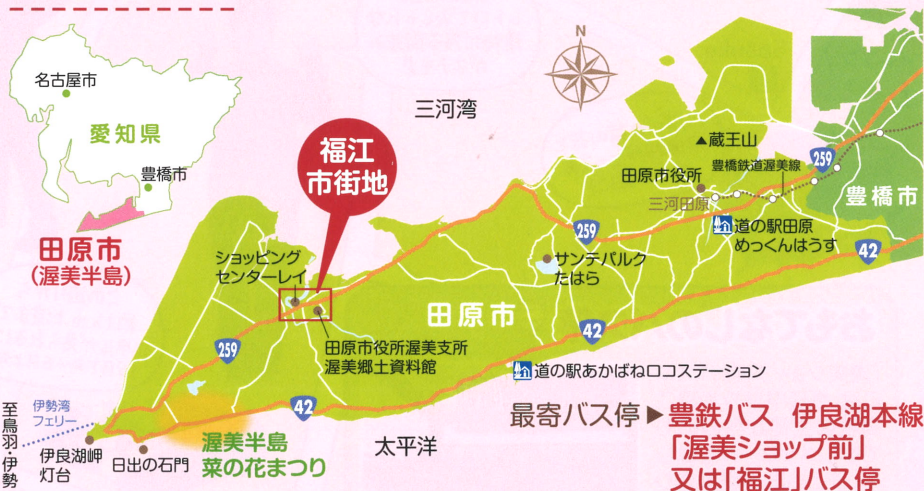 名古屋市
愛知県
豊橋市
田原市
(渥美半島)
N
三河湾
福江
市街地
▲蔵王山
豊橋鉄道渥美線
259
田原市役所
三河田原
豊橋市
道の駅田原
めっくんはうす
259
42
ショッピング
センターレイ
サンテパルク
たはら
田原市
42
259
田原市役所渥美支所
渥美郷土資料館
道の駅あかばねロコステーション
42
至鳥羽・伊勢
伊勢湾
フェリー
伊良湖岬
灯台
日出の石門
渥美半島
菜の花まつり
太平洋
最寄バス停▶豊鉄バス 伊良湖本線
「渥美ショップ前」
又は「福江」バス停